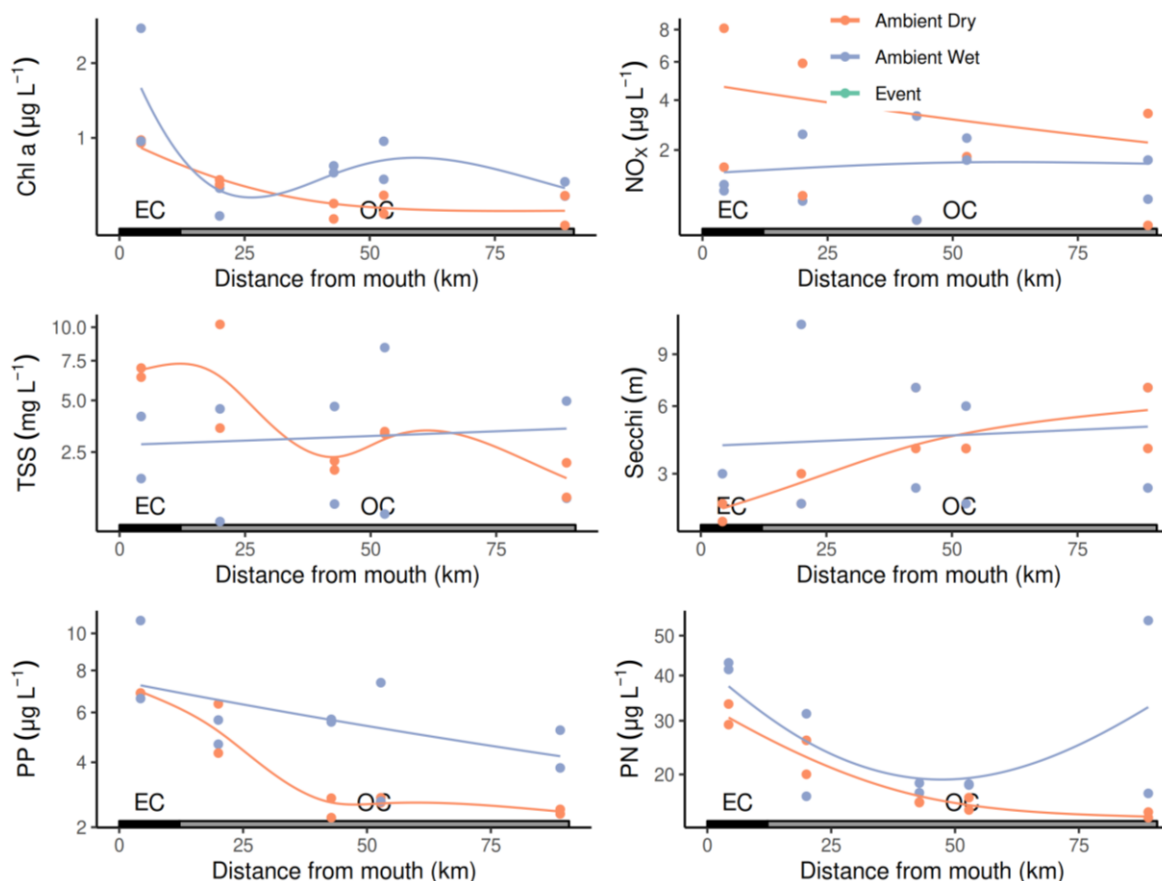 Chl a (µg L⁻¹)
2
1
EC
OC
0
25
50
75
Distance from mouth (km)
NOX (µg L⁻¹)
8
6
4
2
Ambient Dry
Ambient Wet
Event
EC
OC
0
25
50
75
Distance from mouth (km)
TSS (mg L⁻¹)
10.0
7.5
5.0
2.5
EC
OC
0
25
50
75
Distance from mouth (km)
Secchi (m)
9
6
3
EC
OC
0
25
50
75
Distance from mouth (km)
PP (µg L⁻¹)
10
8
6
4
2
EC
OC
0
25
50
75
Distance from mouth (km)
PN (µg L⁻¹)
50
40
30
20
EC
OC
0
25
50
75
Distance from mouth (km)